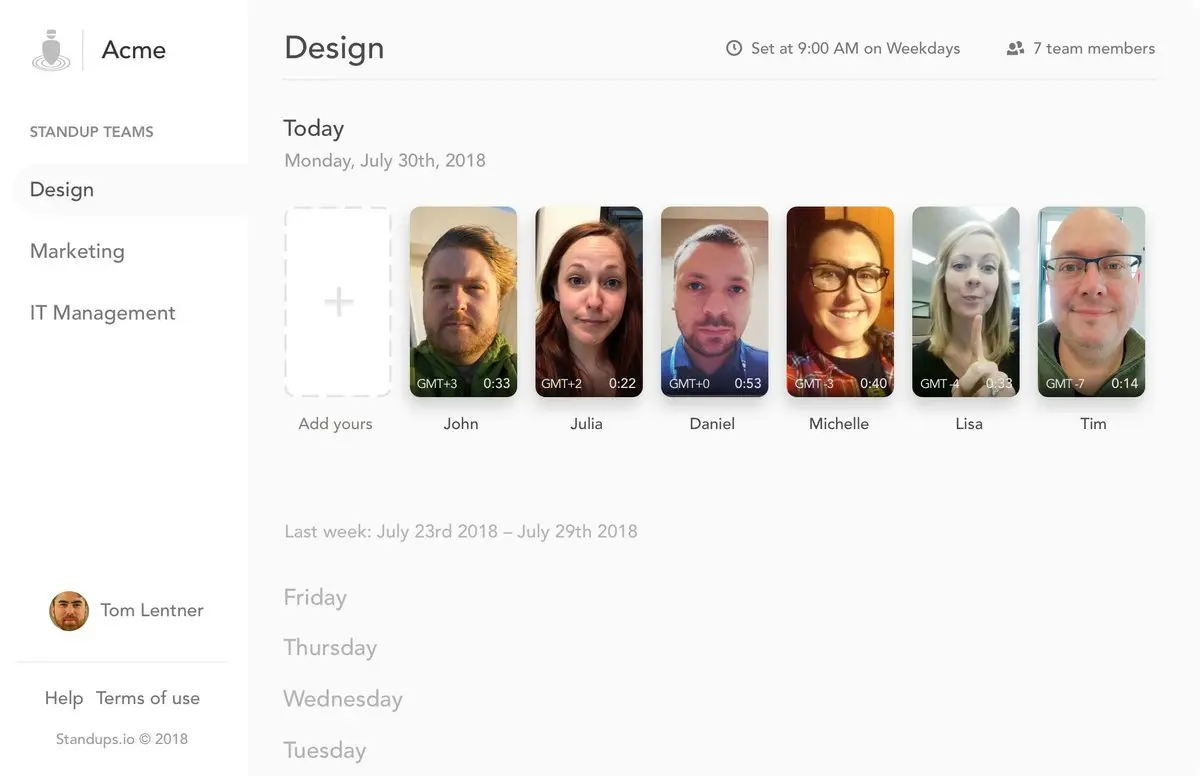 Acme
STANDUP TEAMS
Design
Marketing
IT Management
Tom Lentner
Help Terms of use
Standups.io © 2018
Design
Set at 9:00 AM on Weekdays
7 team members
Today
Monday, July 30th, 2018
GMT+3 0:33 GMT+2 0:22 GMT+0 0:53 GMT-3 0:40 GMT-4 0:33 GMT-7 0:14
Add yours John Julia Daniel Michelle Lisa Tim
Last week: July 23rd 2018 – July 29th 2018
Friday
Thursday
Wednesday
Tuesday